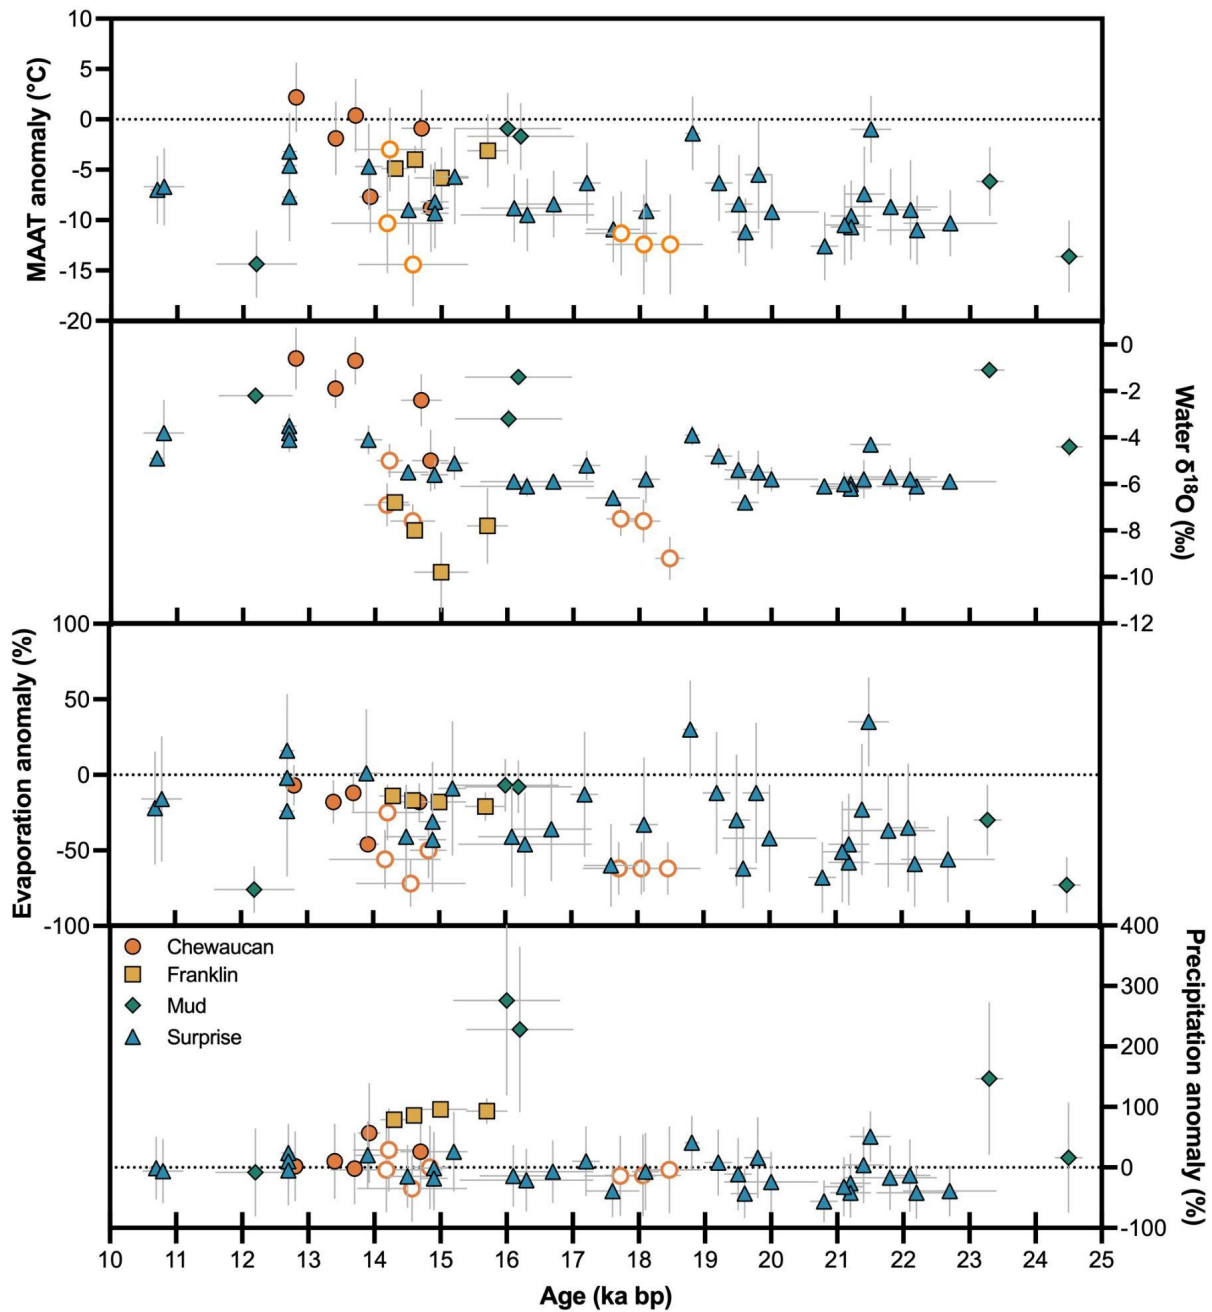 10
5
0
-5
-10
-15
-20
MAAT anomaly (°C)
0
-2
-4
-6
-8
-10
-12
Water δ18O (‰)
100
50
0
-50
-100
Evaporation anomaly (%)
400
300
200
100
0
-100
Precipitation anomaly (%)
Chewaucan
Franklin
Mud
Surprise
10 11 12 13 14 15 16 17 18 19 20 21 22 23 24 25
Age (ka bp)